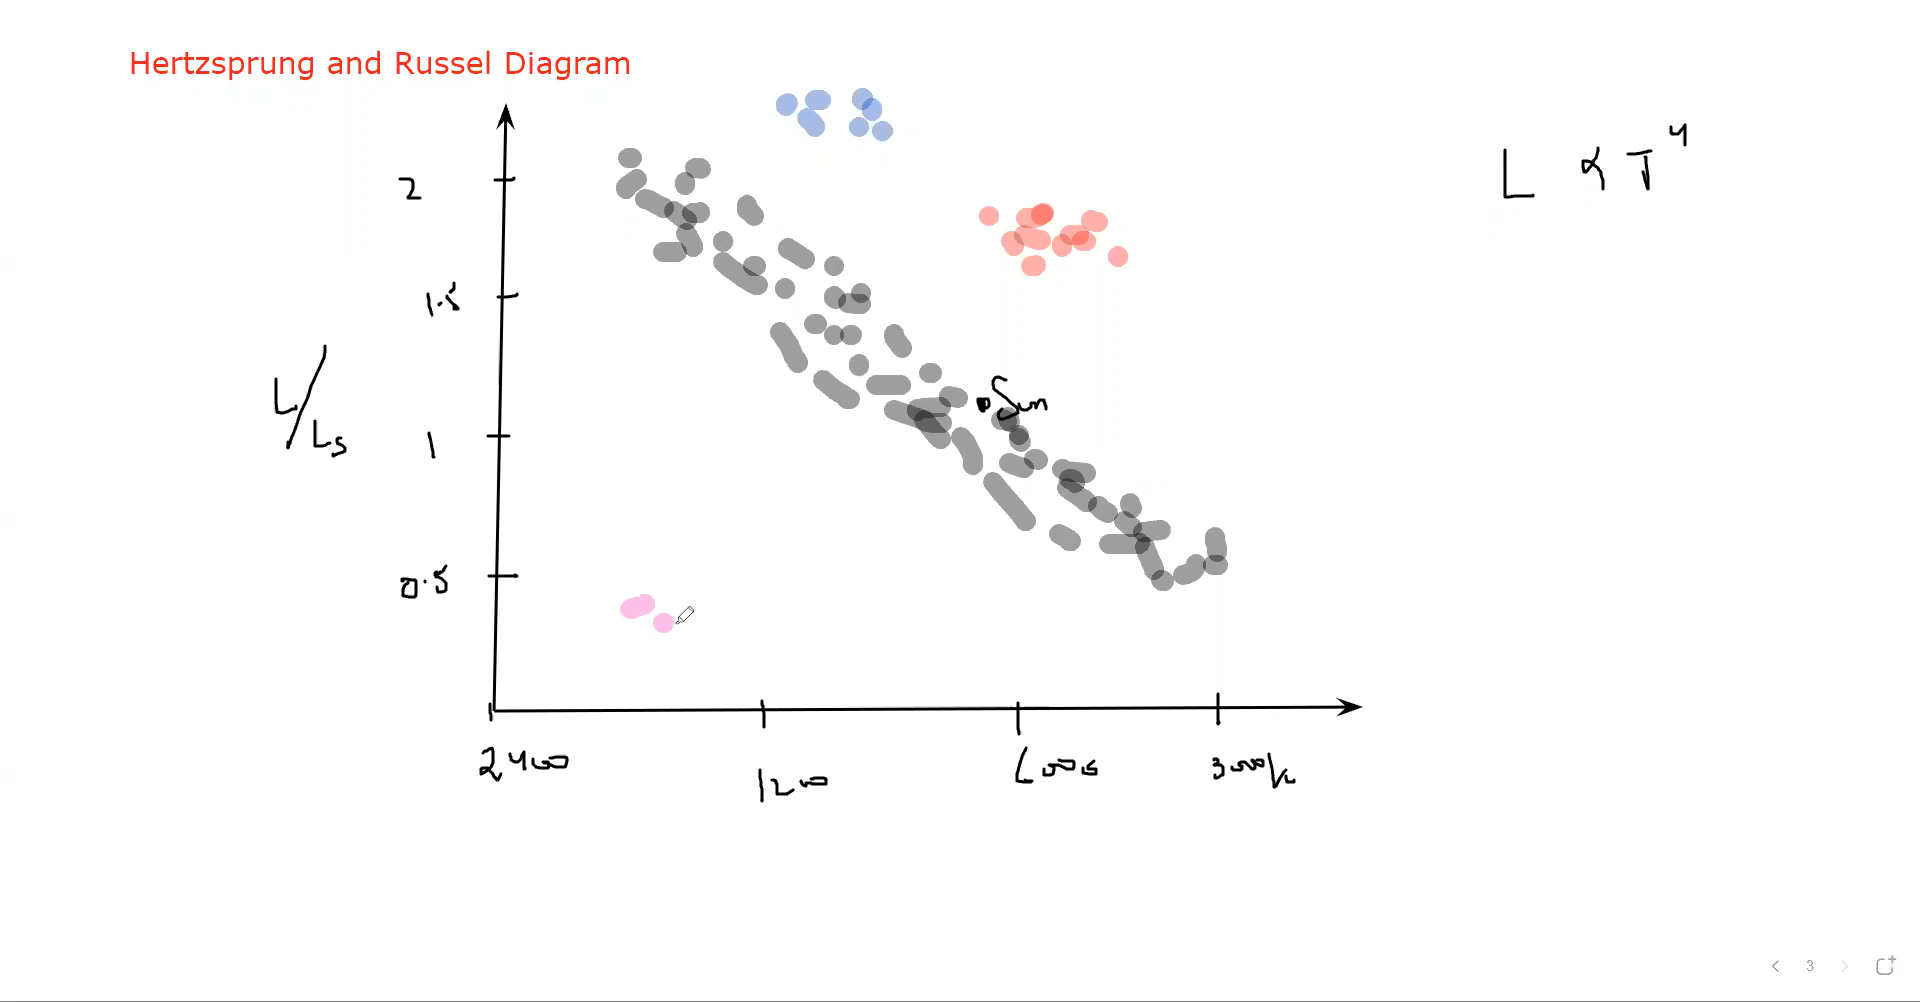 Hertzsprung and Russel Diagram
L α T⁴
2
1.5
L/Ls
Sun
1
0.5
2400
1200
6000
3000K
3